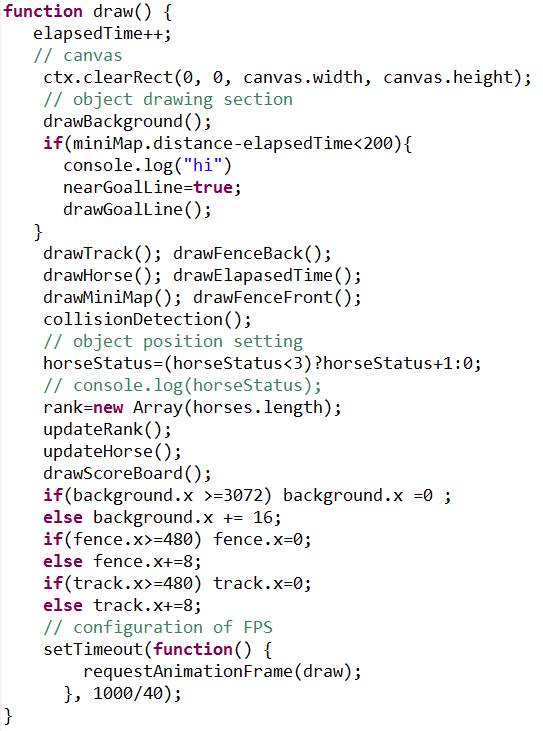 function draw() {
elapsedTime++;
// canvas
ctx.clearRect(0, 0, canvas.width, canvas.height);
// object drawing section
drawBackground();
if(miniMap.distance-elapsedTime<200){
console.log("hi")
nearGoalLine=true;
drawGoalLine();
}
drawTrack(); drawFenceBack();
drawHorse(); drawElapasedTime();
drawMiniMap(); drawFenceFront();
collisionDetection();
// object position setting
horseStatus=(horseStatus<3)?horseStatus+1:0;
// console.log(horseStatus);
rank=new Array(horses.length);
updateRank();
updateHorse();
drawScoreBoard();
if(background.x >=3072) background.x =0 ;
else background.x += 16;
if(fence.x>=480) fence.x=0;
else fence.x+=8;
if(track.x>=480) track.x=0;
else track.x+=8;
// configuration of FPS
setTimeout(function() {
requestAnimationFrame(draw);
}, 1000/40);
}